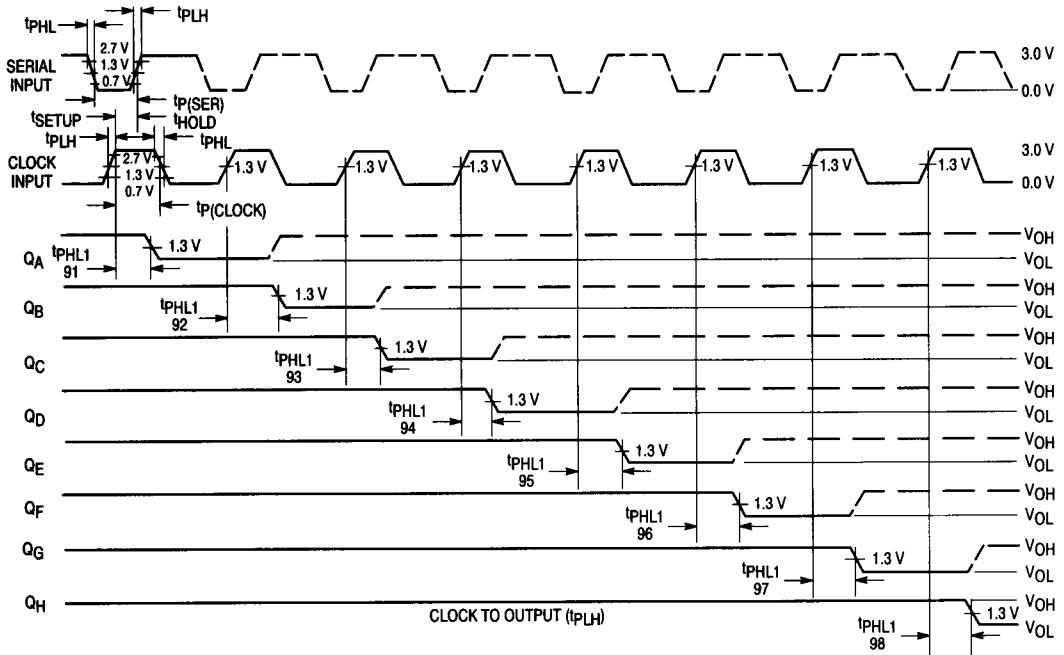 tPHL
tPLH
SERIAL INPUT
2.7 V
1.3 V
0.7 V
3.0 V
0.0 V
tP(SER)
tSETUP
tHOLD
tPLH
tPHL
CLOCK INPUT
2.7 V
1.3 V
0.7 V
1.3 V
1.3 V
1.3 V
1.3 V
1.3 V
1.3 V
1.3 V
3.0 V
0.0 V
tP(CLOCK)
QA
tPHL1
91
1.3 V
VOH
VOL
QB
tPHL1
92
1.3 V
VOH
VOL
QC
tPHL1
93
1.3 V
VOH
VOL
QD
tPHL1
94
1.3 V
VOH
VOL
QE
tPHL1
95
1.3 V
VOH
VOL
QF
tPHL1
96
1.3 V
VOH
VOL
QG
tPHL1
97
1.3 V
VOH
VOL
QH
CLOCK TO OUTPUT (tPLH)
tPHL1
98
1.3 V
VOH
VOL